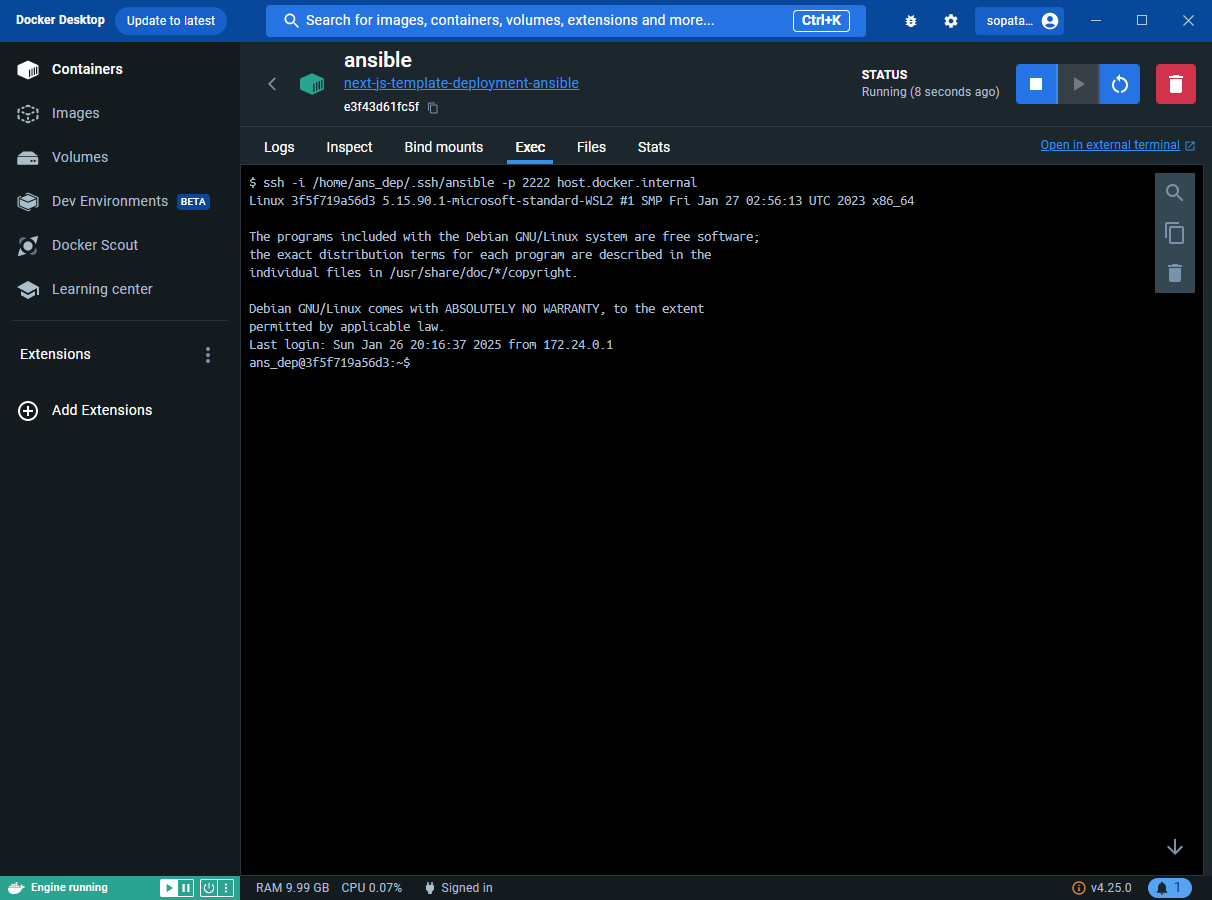 Docker Desktop
Update to latest
Search for images, containers, volumes, extensions and more...
Ctrl+K
sopata...
Containers
Images
Volumes
Dev Environments BETA
Docker Scout
Learning center
Extensions
Add Extensions
ansible
next-js-template-deployment-ansible
e3f43d61fc5f
STATUS
Running (8 seconds ago)
Logs Inspect Bind mounts Exec Files Stats
Open in external terminal
$ ssh -i /home/ans_dep/.ssh/ansible -p 2222 host.docker.internal
Linux 3f5f719a56d3 5.15.90.1-microsoft-standard-WSL2 #1 SMP Fri Jan 27 02:56:13 UTC 2023 x86_64
The programs included with the Debian GNU/Linux system are free software;
the exact distribution terms for each program are described in the
individual files in /usr/share/doc/*/copyright.
Debian GNU/Linux comes with ABSOLUTELY NO WARRANTY, to the extent
permitted by applicable law.
Last login: Sun Jan 26 20:16:37 2025 from 172.24.0.1
ans_dep@3f5f719a56d3:~$
Engine running
RAM 9.99 GB CPU 0.07% Signed in
v4.25.0
1